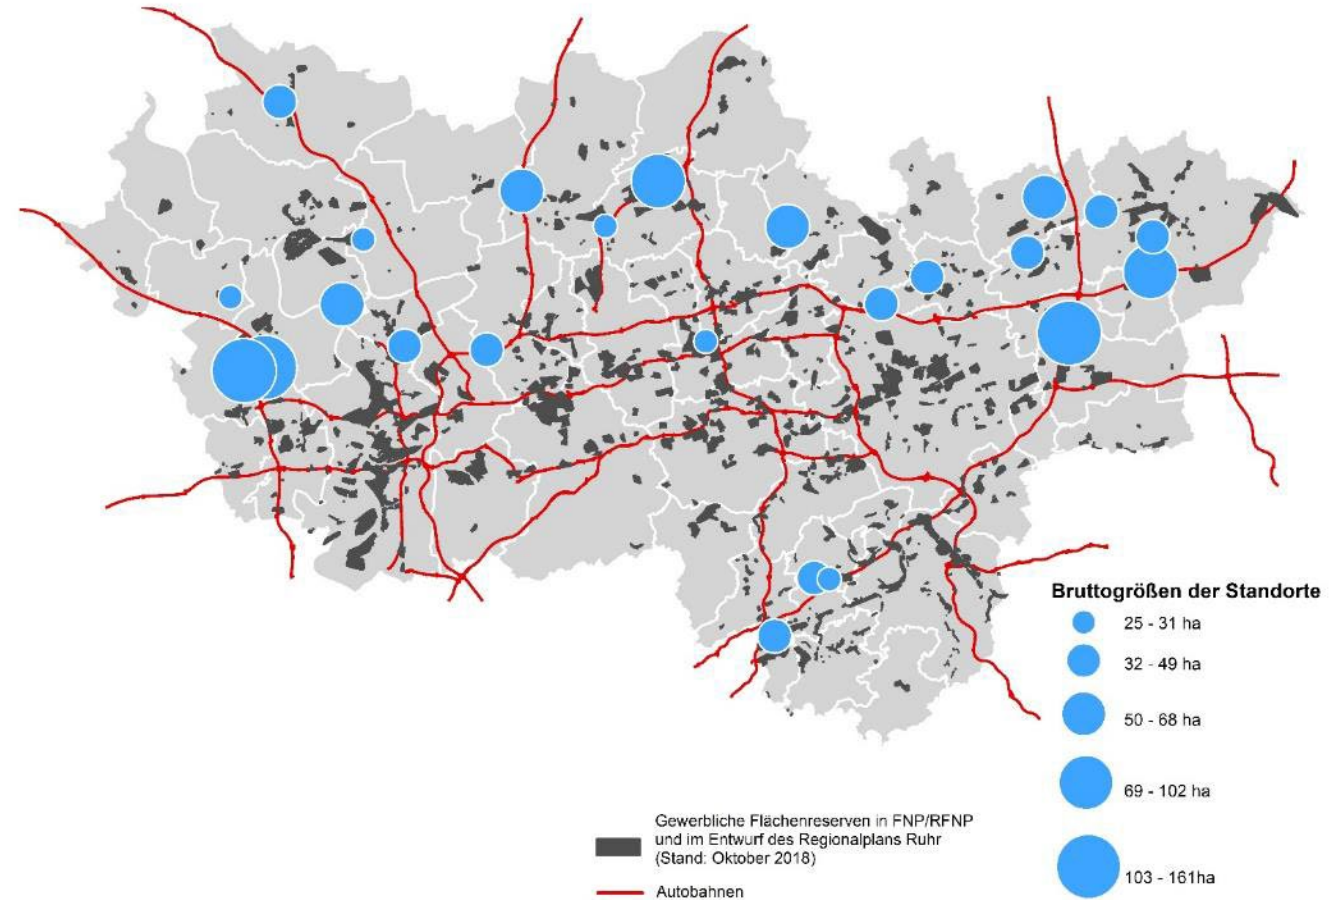 Bruttogrößen der Standorte
25 - 31 ha
32 - 49 ha
50 - 68 ha
69 - 102 ha
103 - 161ha
Gewerbliche Flächenreserven in FNP/RFNP
und im Entwurf des Regionalplans Ruhr
(Stand: Oktober 2018)
Autobahnen